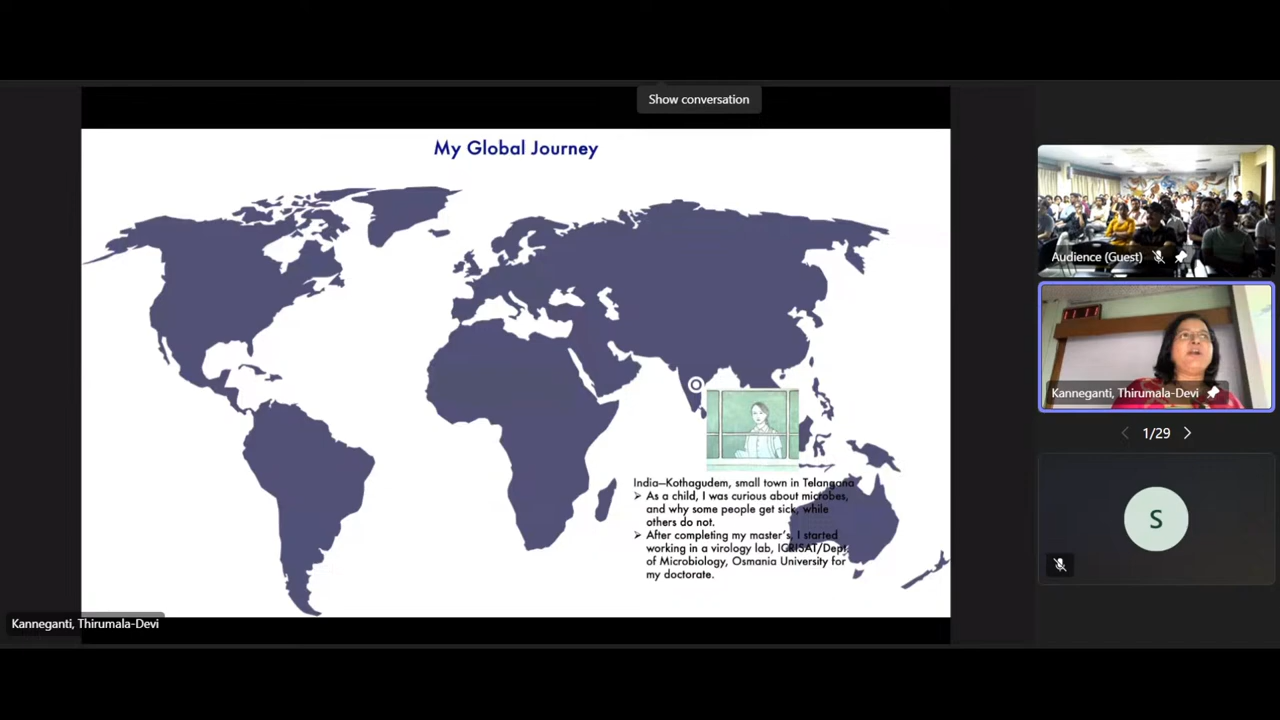 Show conversation
My Global Journey
India—Kothagudem, small town in Telangana
➢ As a child, I was curious about microbes,
and why some people get sick, while
others do not.
➢ After completing my master's, I started
working in a virology lab, ICRISAT/Dept.
of Microbiology, Osmania University for
my doctorate.
Kanneganti, Thirumala-Devi
Audience (Guest)
Kanneganti, Thirumala-Devi
1/29
S